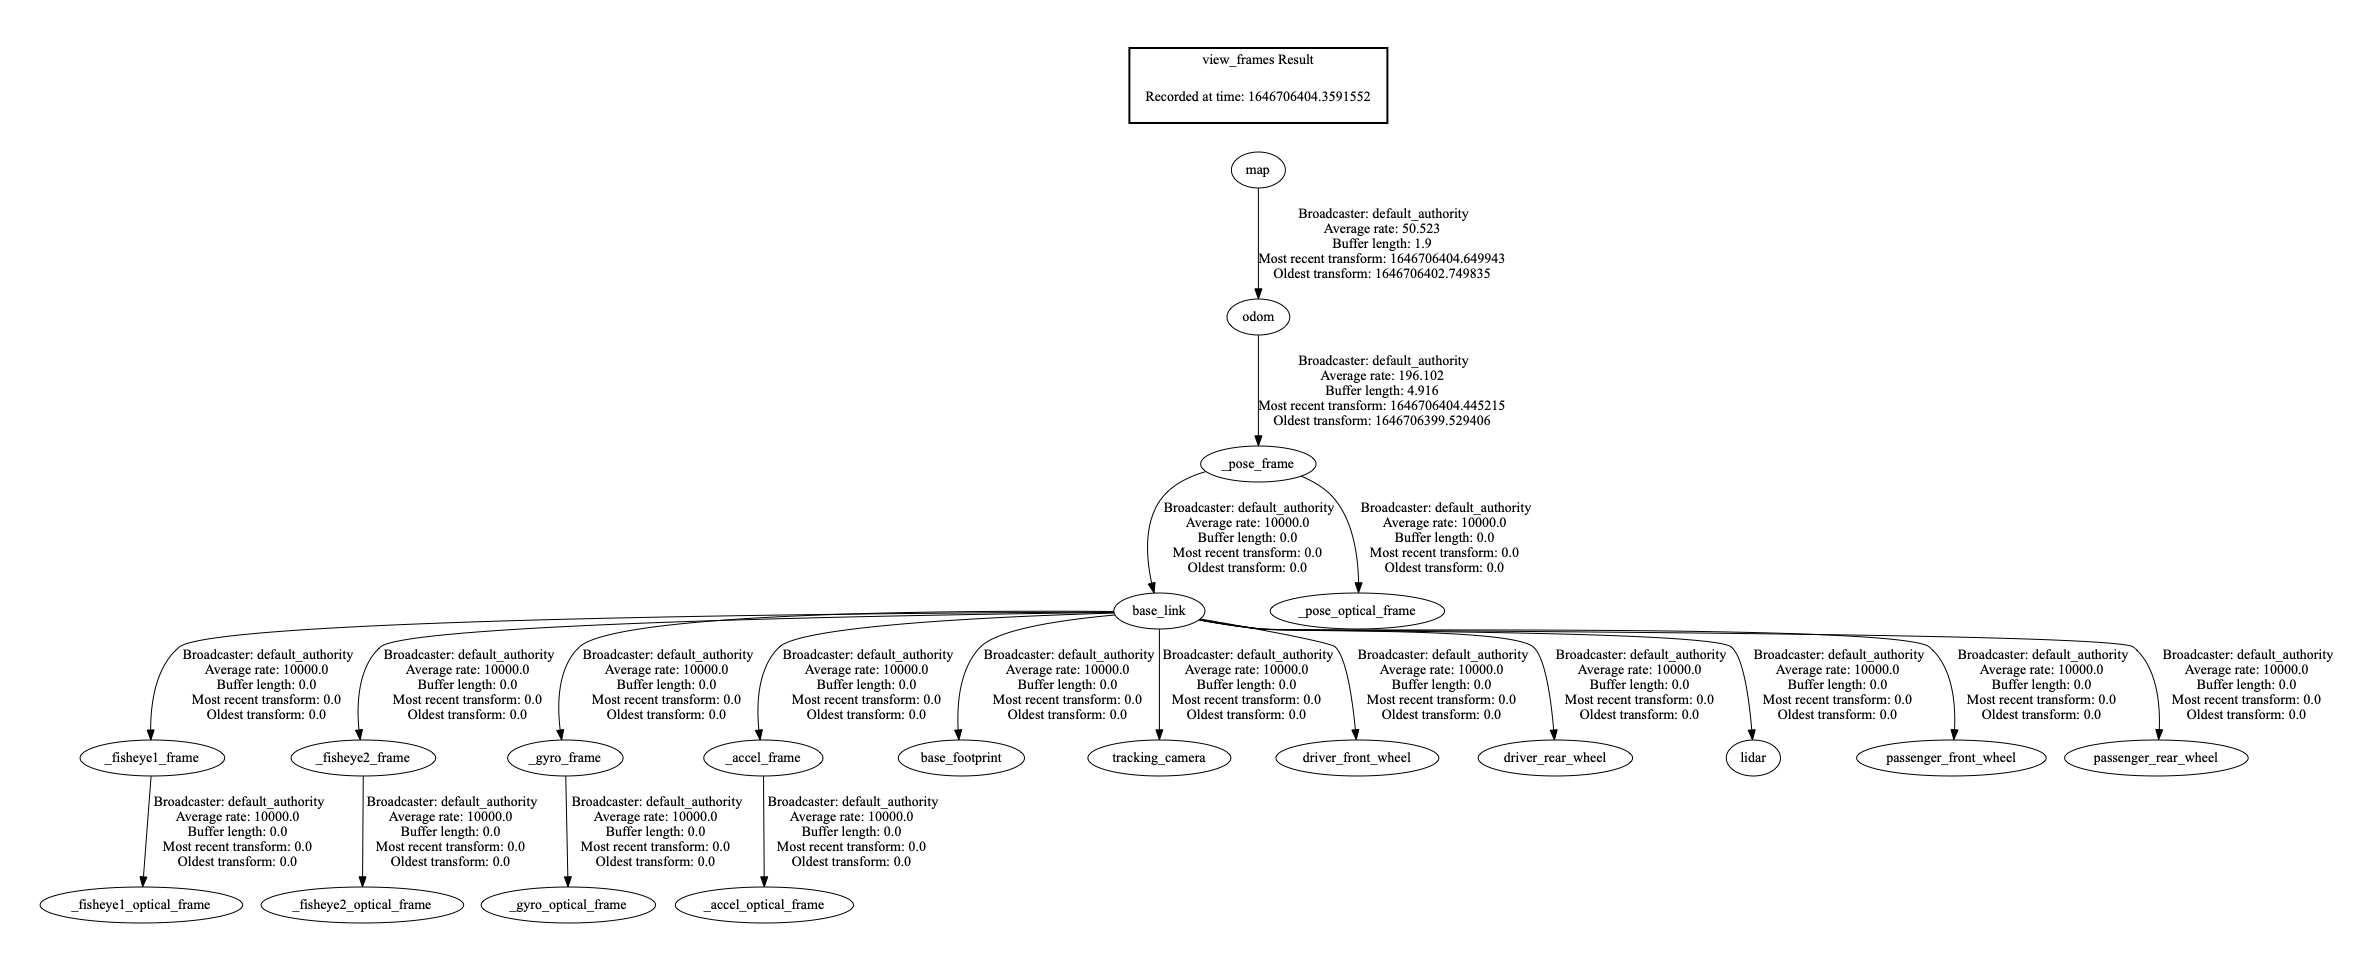 view_frames Result
Recorded at time: 1646706404.3591552
map
Broadcaster: default_authority
Average rate: 50.523
Buffer length: 1.9
Most recent transform: 1646706404.649943
Oldest transform: 1646706402.749835
odom
Broadcaster: default_authority
Average rate: 196.102
Buffer length: 4.916
Most recent transform: 1646706404.445215
Oldest transform: 1646706399.529406
_pose_frame
Broadcaster: default_authority
Average rate: 10000.0
Buffer length: 0.0
Most recent transform: 0.0
Oldest transform: 0.0
Broadcaster: default_authority
Average rate: 10000.0
Buffer length: 0.0
Most recent transform: 0.0
Oldest transform: 0.0
base_link
_pose_optical_frame
Broadcaster: default_authority
Average rate: 10000.0
Buffer length: 0.0
Most recent transform: 0.0
Oldest transform: 0.0
Broadcaster: default_authority
Average rate: 10000.0
Buffer length: 0.0
Most recent transform: 0.0
Oldest transform: 0.0
Broadcaster: default_authority
Average rate: 10000.0
Buffer length: 0.0
Most recent transform: 0.0
Oldest transform: 0.0
Broadcaster: default_authority
Average rate: 10000.0
Buffer length: 0.0
Most recent transform: 0.0
Oldest transform: 0.0
Broadcaster: default_authority
Average rate: 10000.0
Buffer length: 0.0
Most recent transform: 0.0
Oldest transform: 0.0
Broadcaster: default_authority
Average rate: 10000.0
Buffer length: 0.0
Most recent transform: 0.0
Oldest transform: 0.0
Broadcaster: default_authority
Average rate: 10000.0
Buffer length: 0.0
Most recent transform: 0.0
Oldest transform: 0.0
Broadcaster: default_authority
Average rate: 10000.0
Buffer length: 0.0
Most recent transform: 0.0
Oldest transform: 0.0
Broadcaster: default_authority
Average rate: 10000.0
Buffer length: 0.0
Most recent transform: 0.0
Oldest transform: 0.0
Broadcaster: default_authority
Average rate: 10000.0
Buffer length: 0.0
Most recent transform: 0.0
Oldest transform: 0.0
Broadcaster: default_authority
Average rate: 10000.0
Buffer length: 0.0
Most recent transform: 0.0
Oldest transform: 0.0
_fisheye1_frame
_fisheye2_frame
_gyro_frame
_accel_frame
base_footprint
tracking_camera
driver_front_wheel
driver_rear_wheel
lidar
passenger_front_wheel
passenger_rear_wheel
Broadcaster: default_authority
Average rate: 10000.0
Buffer length: 0.0
Most recent transform: 0.0
Oldest transform: 0.0
Broadcaster: default_authority
Average rate: 10000.0
Buffer length: 0.0
Most recent transform: 0.0
Oldest transform: 0.0
Broadcaster: default_authority
Average rate: 10000.0
Buffer length: 0.0
Most recent transform: 0.0
Oldest transform: 0.0
Broadcaster: default_authority
Average rate: 10000.0
Buffer length: 0.0
Most recent transform: 0.0
Oldest transform: 0.0
_fisheye1_optical_frame
_fisheye2_optical_frame
_gyro_optical_frame
_accel_optical_frame